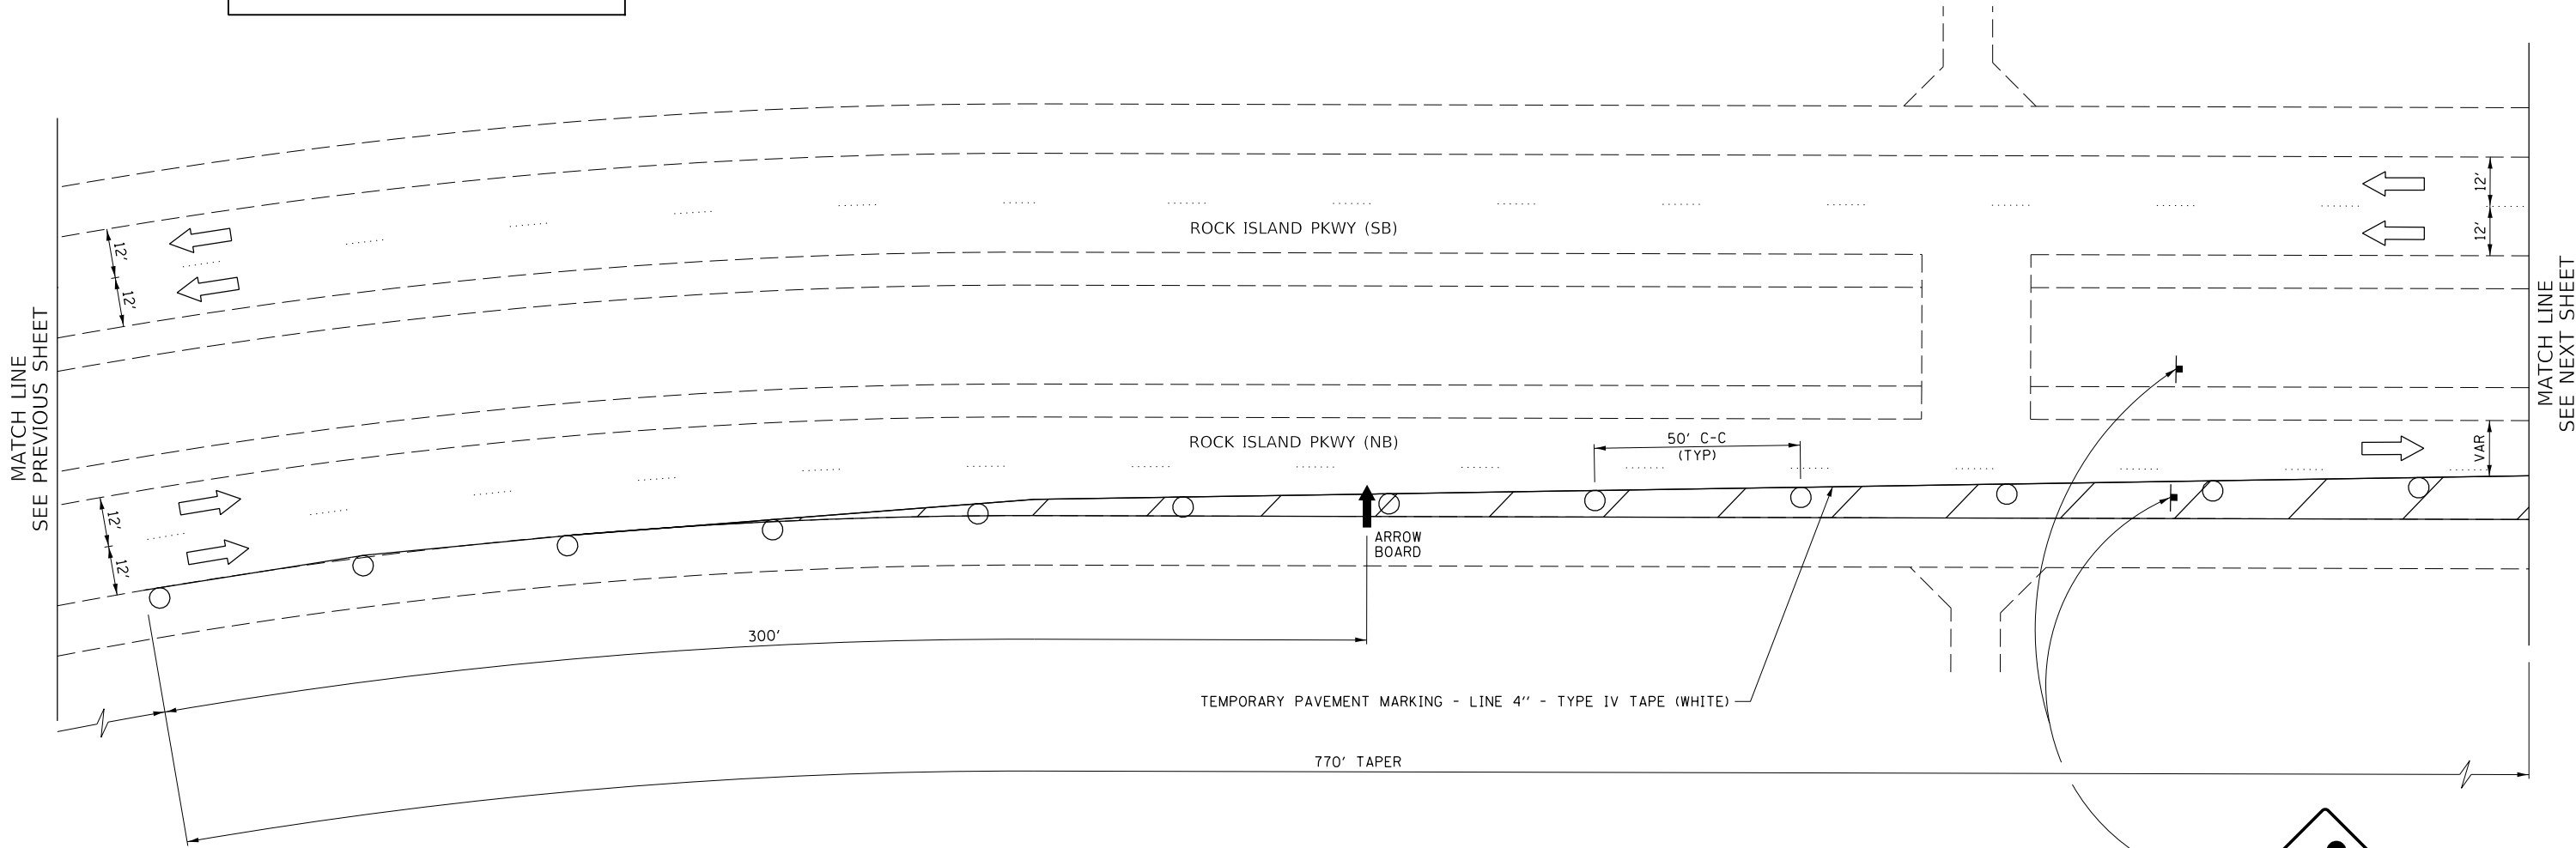 MATCH LINE
SEE PREVIOUS SHEET
12'
12'
ROCK ISLAND PKWY (SB)
12'
12'
MATCH LINE
SEE NEXT SHEET
12'
12'
ROCK ISLAND PKWY (NB)
50' C-C
(TYP)
VAR
ARROW
BOARD
300'
TEMPORARY PAVEMENT MARKING - LINE 4'' - TYPE IV TAPE (WHITE)
770' TAPER